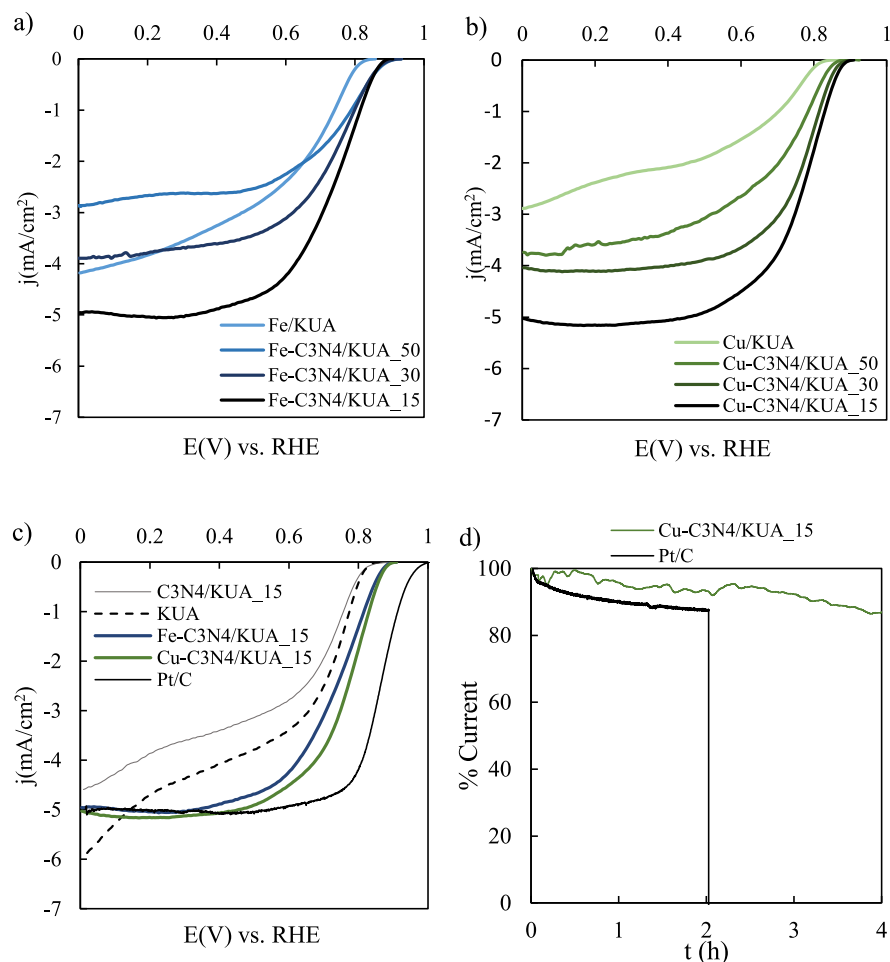 a)
0 0.2 0.4 0.6 0.8 1
0
-1
-2
-3
-4
-5
-6
-7
j(mA/cm²)
Fe/KUA
Fe-C3N4/KUA_50
Fe-C3N4/KUA_30
Fe-C3N4/KUA_15
E(V) vs. RHE
b)
0 0.2 0.4 0.6 0.8 1
0
-1
-2
-3
-4
-5
-6
-7
j(mA/cm²)
Cu/KUA
Cu-C3N4/KUA_50
Cu-C3N4/KUA_30
Cu-C3N4/KUA_15
E(V) vs. RHE
c)
0 0.2 0.4 0.6 0.8 1
0
-1
-2
-3
-4
-5
-6
-7
j(mA/cm²)
C3N4/KUA_15
KUA
Fe-C3N4/KUA_15
Cu-C3N4/KUA_15
Pt/C
E(V) vs. RHE
d)
Cu-C3N4/KUA_15
Pt/C
100
80
60
40
20
0
% Current
0 1 2 3 4
t (h)